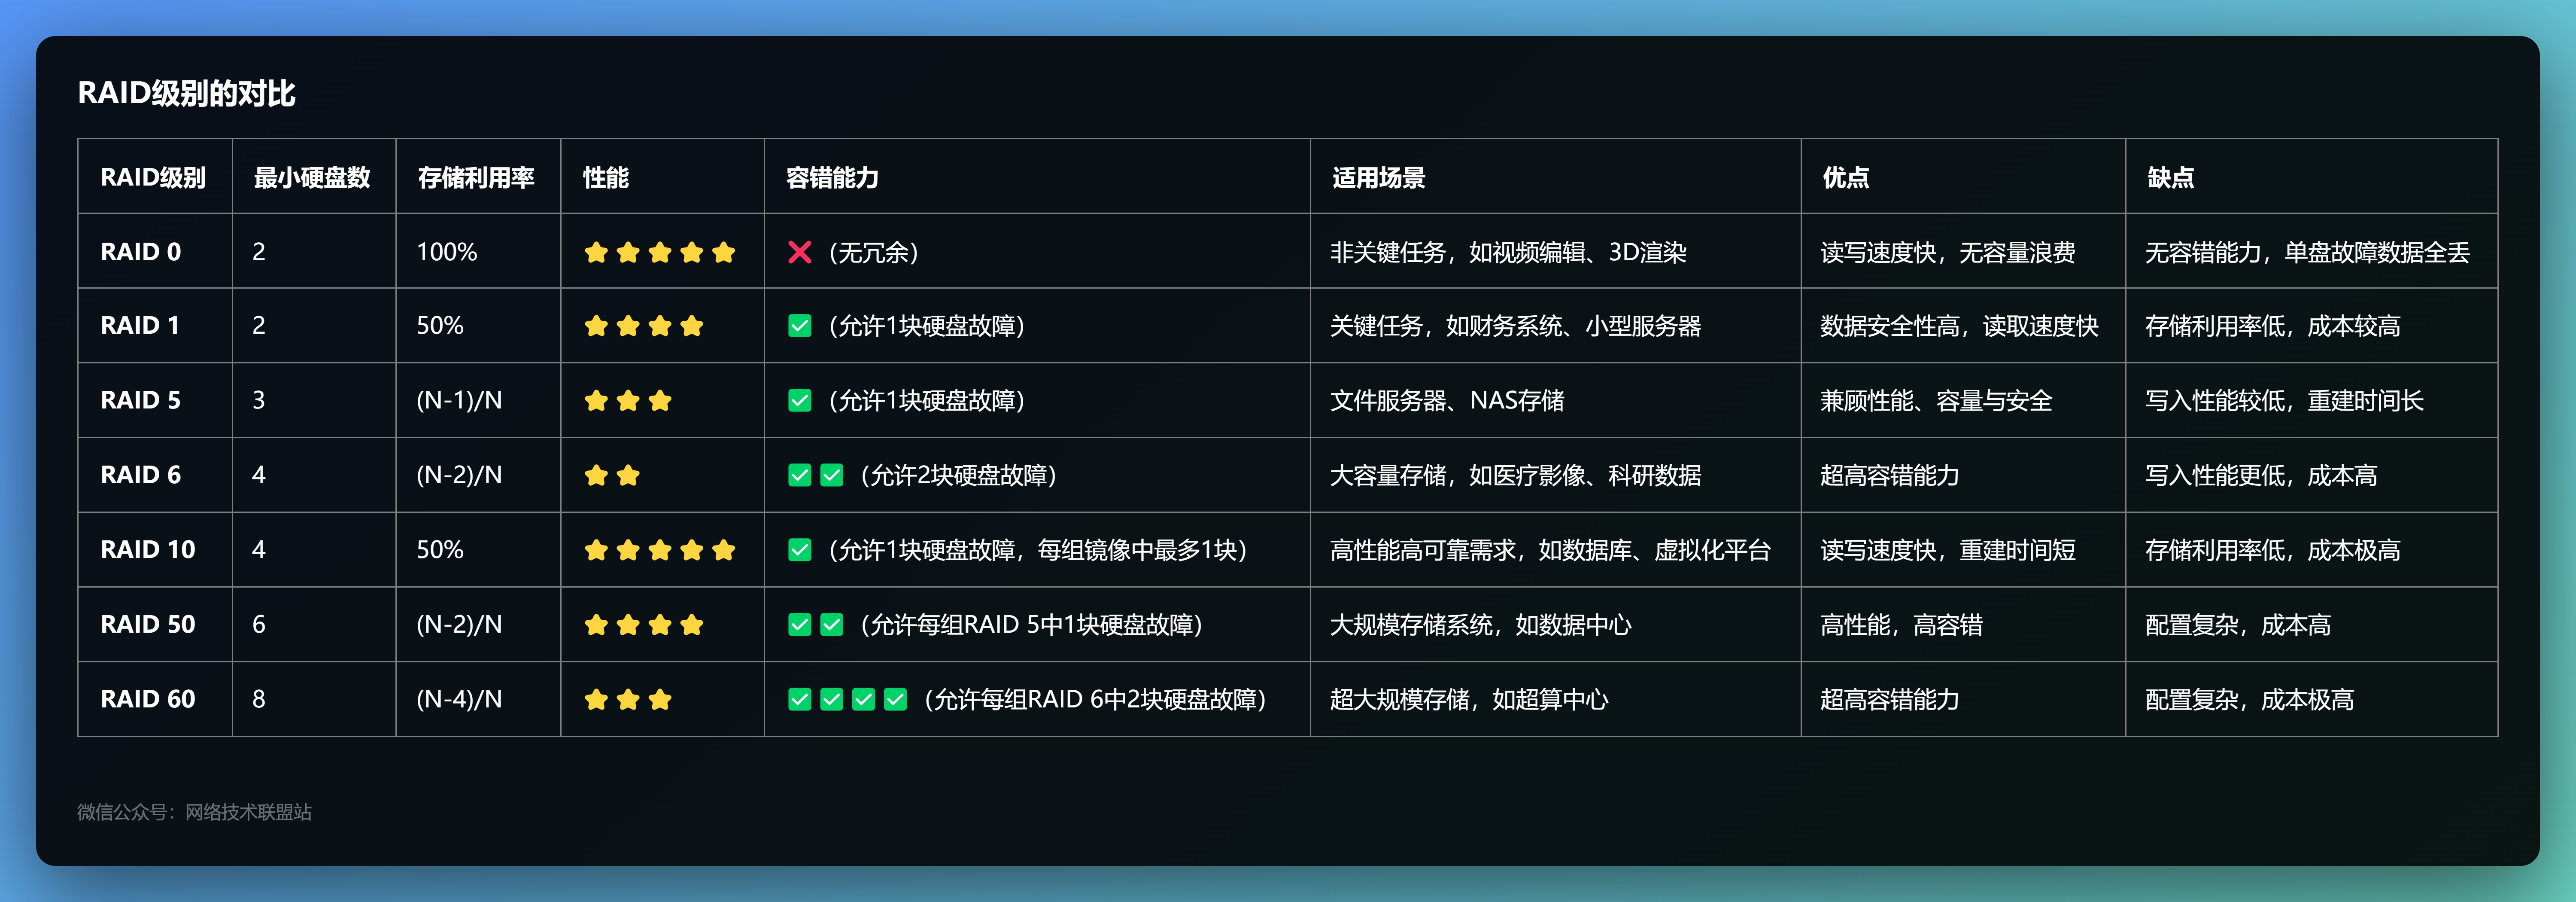 RAID级别的对比
RAID级别 最小硬盘数 存储利用率 性能 容错能力 适用场景 优点 缺点
RAID 0 2 100% ⭐⭐⭐⭐⭐ ❌（无冗余） 非关键任务，如视频编辑、3D渲染 读写速度快，无容量浪费 无容错能力，单盘故障数据全丢
RAID 1 2 50% ⭐⭐⭐⭐ ✅（允许1块硬盘故障） 关键任务，如财务系统、小型服务器 数据安全性高，读取速度快 存储利用率低，成本较高
RAID 5 3 (N-1)/N ⭐⭐⭐ ✅（允许1块硬盘故障） 文件服务器、NAS存储 兼顾性能、容量与安全 写入性能较低，重建时间长
RAID 6 4 (N-2)/N ⭐⭐ ✅✅（允许2块硬盘故障） 大容量存储，如医疗影像、科研数据 超高容错能力 写入性能更低，成本高
RAID 10 4 50% ⭐⭐⭐⭐⭐ ✅（允许1块硬盘故障，每组镜像中最多1块） 高性能高可靠需求，如数据库、虚拟化平台 读写速度快，重建时间短 存储利用率低，成本极高
RAID 50 6 (N-2)/N ⭐⭐⭐⭐ ✅✅（允许每组RAID 5中1块硬盘故障） 大规模存储系统，如数据中心 高性能，高容错 配置复杂，成本高
RAID 60 8 (N-4)/N ⭐⭐⭐ ✅✅✅✅（允许每组RAID 6中2块硬盘故障） 超大规模存储，如超算中心 超高容错能力 配置复杂，成本极高
微信公众号：网络技术联盟站